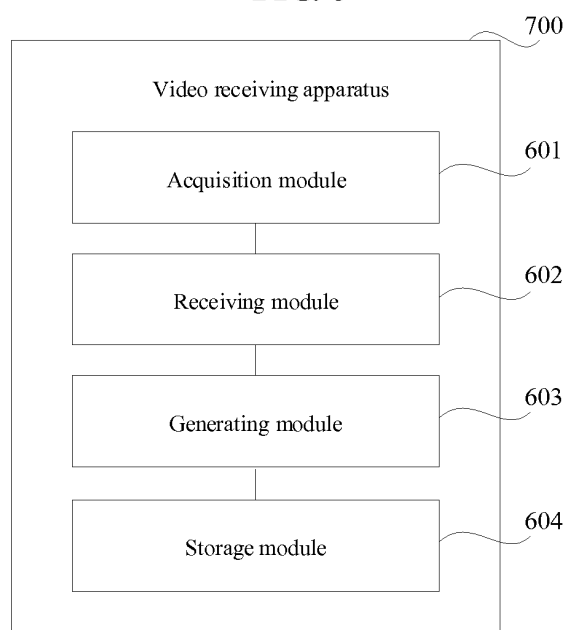 700
Video receiving apparatus
601
Acquisition module
602
Receiving module
603
Generating module
604
Storage module